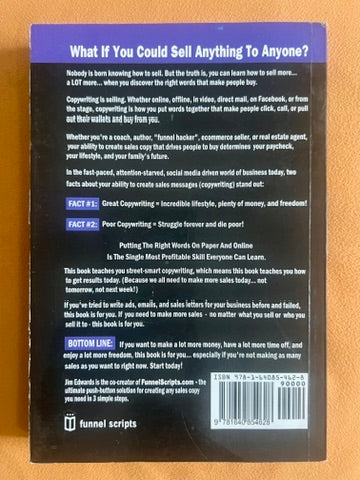 What If You Could Sell Anything To Anyone?
Nobody is born knowing how to sell. But the truth is, you can learn how to sell more...
a LOT more... when you discover the right words that make people buy.
Copywriting is selling. Whether online, offline, in video, direct mail, on Facebook, or from
the stage, copywriting is how you put words together that make people click, call, or pull
out their wallets and buy from you.
Whether you're a coach, author, "funnel hacker", ecommerce seller, or real estate agent,
your ability to create sales copy that drives people to buy determines your paycheck,
your lifestyle, and your family's future.
In the fast-paced, attention-starved, social media driven world of business today, two
facts about your ability to create sales messages (copywriting) stand out:
FACT #1: Great Copywriting = Incredible lifestyle, plenty of money, and freedom!
FACT #2: Poor Copywriting = Struggle forever and die poor!
Putting The Right Words On Paper And Online
Is The Single Most Profitable Skill Everyone Can Learn.
This book teaches you street-smart copywriting, which means this book teaches you how
to get results today. (Because we all need to make more sales today... not
tomorrow, not next week!)
If you've tried to write ads, emails, and sales letters for your business before and failed,
this book is for you. If you need to make more sales - no matter what you sell or who you
sell it to - this book is for you.
BOTTOM LINE: If you want to make a lot more money, have a lot more time off, and
enjoy a lot more freedom, this book is for you... especially if you're not making as many
sales as you want to right now. Start today!
Jim Edwards is the co-creator of FunnelScripts.com - the
ultimate push-button solution for creating any sales copy
you need in 3 simple steps.
funnel scripts
ISBN 978-1-64085-462-8
90000
9 781640 854628